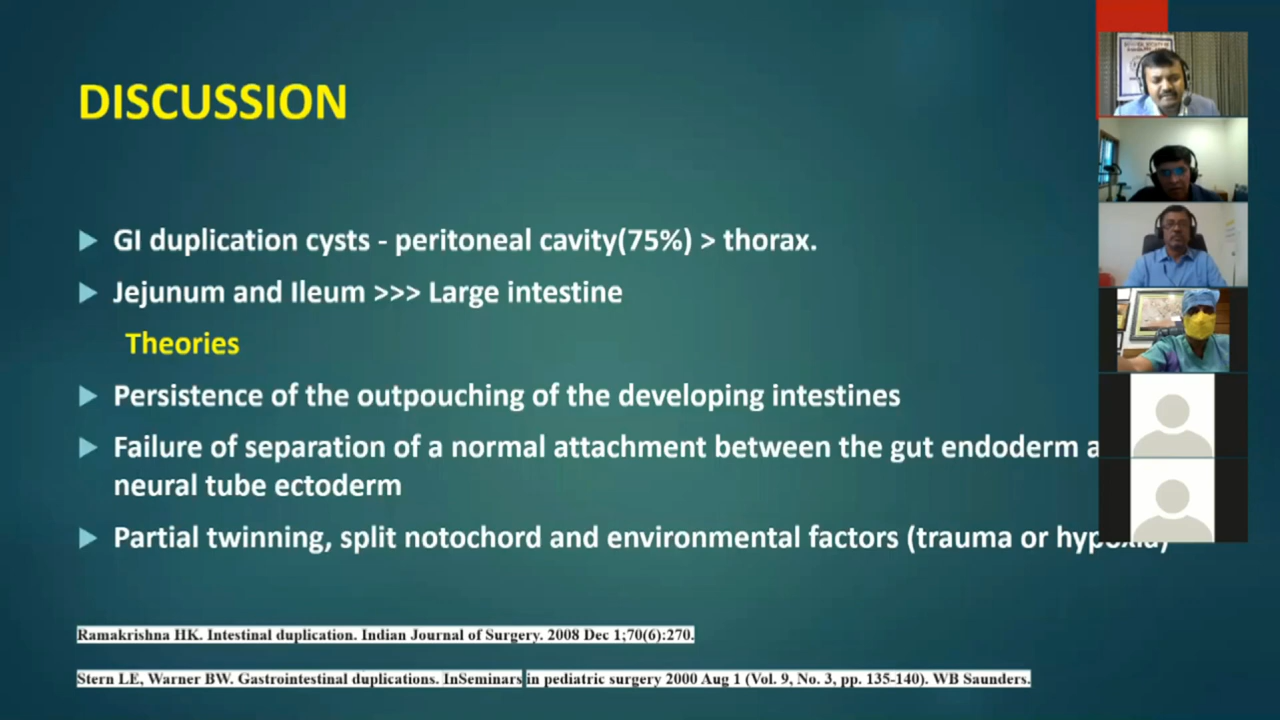 DISCUSSION
GI duplication cysts - peritoneal cavity(75%) > thorax.
Jejunum and Ileum >>> Large intestine
Theories
Persistence of the outpouching of the developing intestines
Failure of separation of a normal attachment between the gut endoderm
neural tube ectoderm
Partial twinning, split notochord and environmental factors (trauma or hypoxia)
Ramakrishna HK. Intestinal duplication. Indian Journal of Surgery. 2008 Dec 1;70(6):270.
Stern LE, Warner BW. Gastrointestinal duplications. InSeminars in pediatric surgery 2000 Aug 1 (Vol. 9, No. 3, pp. 135-140). WB Saunders.